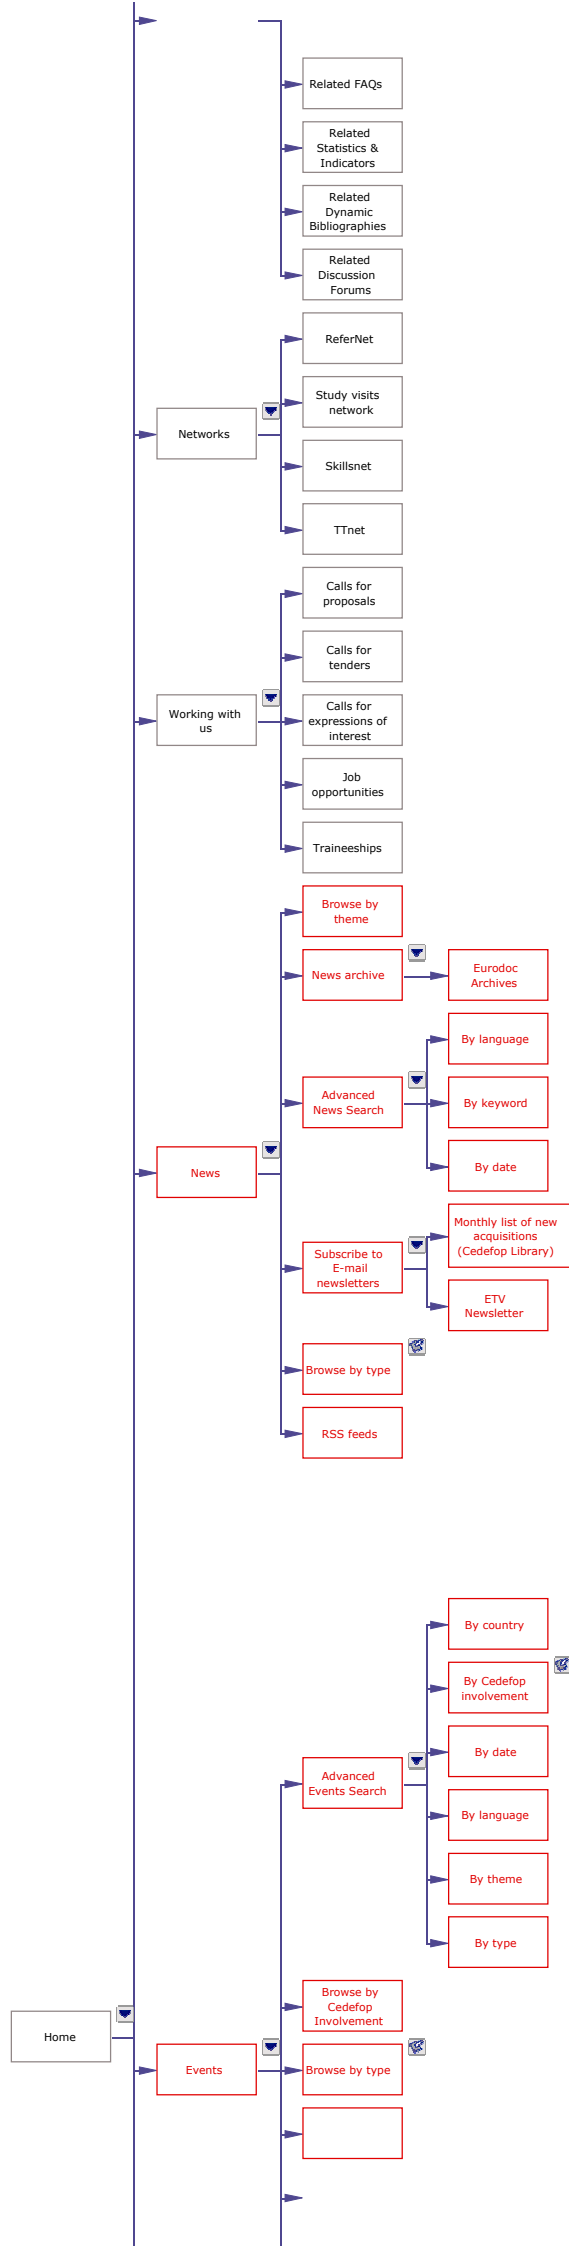 Related FAQs
Related
Statistics &
Indicators
Related
Dynamic
Bibliographies
Related
Discussion
Forums
ReferNet
Study visits
network
Networks
Skillsnet
TTnet
Calls for
proposals
Calls for
tenders
Working with
us
Calls for
expressions of
interest
Job
opportunities
Traineeships
Browse by
theme
News archive
Eurodoc
Archives
By language
Advanced
News Search
By keyword
By date
News
Monthly list of new
acquisitions
(Cedefop Library)
Subscribe to
E-mail
newsletters
ETV
Newsletter
Browse by type
RSS feeds
By country
By Cedefop
involvement
By date
Advanced
Events Search
By language
By theme
By type
Browse by
Cedefop
Involvement
Home
Events
Browse by type